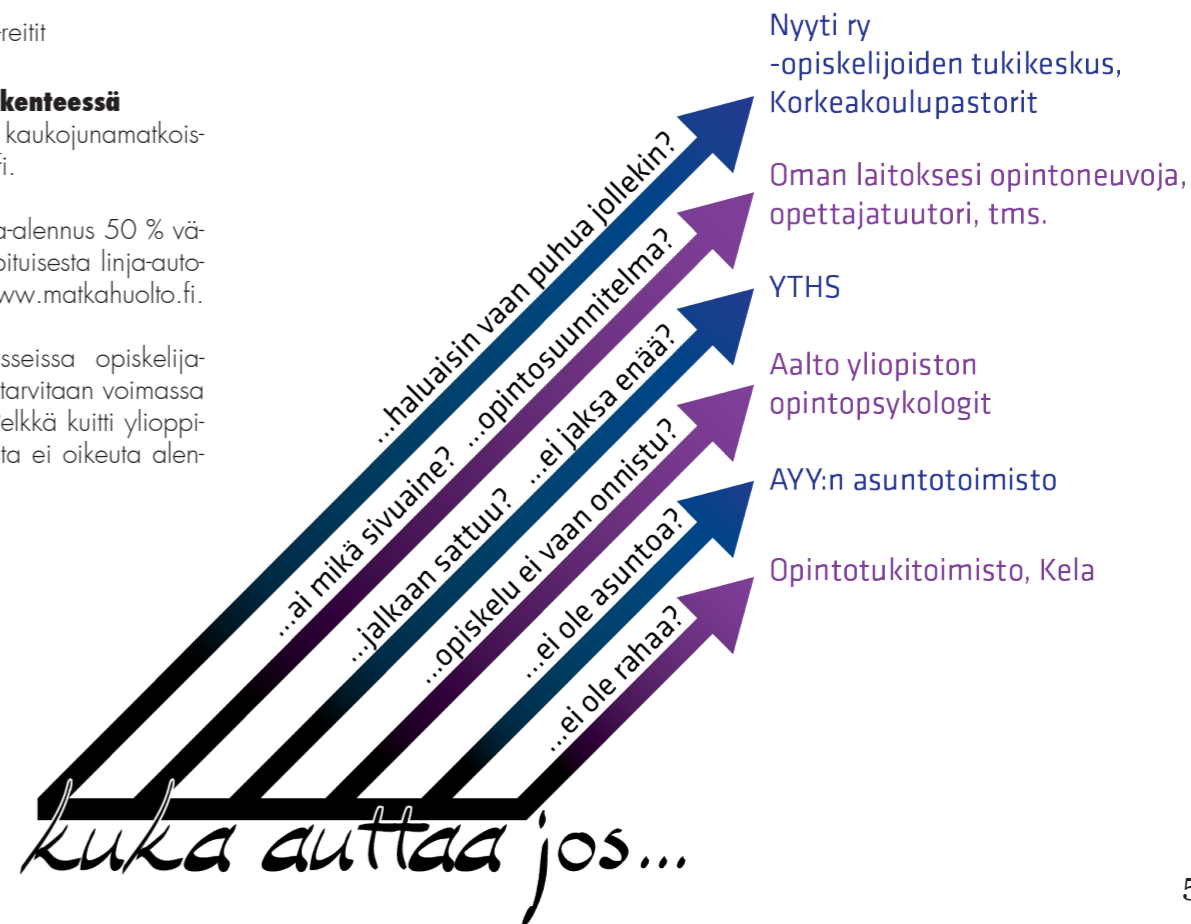 -reitit
kenteessä
kaukojunamatkois-
fi.
a-alennus 50 % vä-
pituisesta linja-auto-
ww.matkahuolto.fi.
sseissa opiskelija-
tarvitaan voimassa
elkkä kuitti ylioppi-
ta ei oikeuta alen-
Nyyti ry
-opiskelijoiden tukikeskus,
Korkeakoulupastorit
Oman laitoksesi opintoneuvoja,
opettajatuutori, tms.
YTHS
Aalto yliopiston
opintopsykologit
AYY:n asuntotoimisto
Opintotukitoimisto, Kela
...haluaisin vaan puhua jollekin?
...ai mikä sivuaine? ...opintosuunnitelma?
...jalkaan sattuu? ...ei jaksa enää?
...opiskelu ei vaan onnistu?
...ei ole asuntoa?
...ei ole rahaa?
kuka auttaa jos...
5